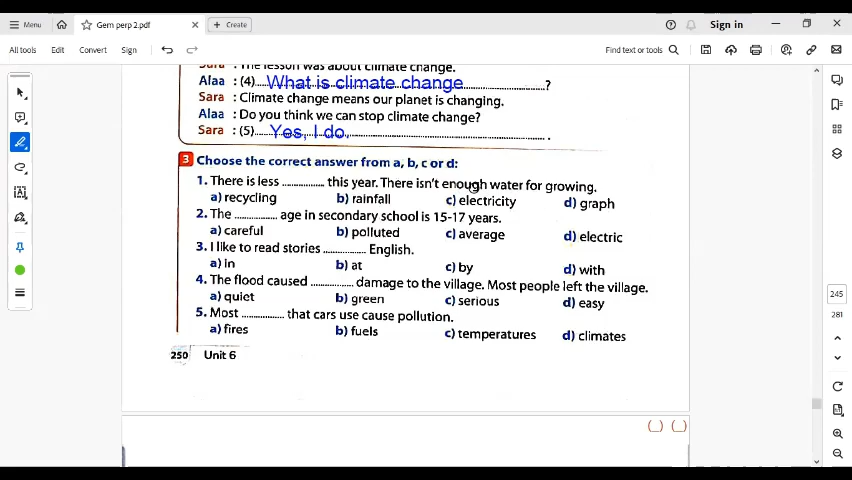 Menu
Gem perp 2.pdf
Create
Sign in
All tools
Edit
Convert
Sign
Find text or tools
Sara : The lesson was about climate change.
Alaa : (4) What is climate change ?
Sara : Climate change means our planet is changing.
Alaa : Do you think we can stop climate change?
Sara : (5) Yes, I do. .
3 Choose the correct answer from a, b, c or d:
1. There is less ................. this year. There isn't enough water for growing.
a) recycling b) rainfall c) electricity d) graph
2. The ................. age in secondary school is 15-17 years.
a) careful b) polluted c) average d) electric
3. I like to read stories ................. English.
a) in b) at c) by d) with
4. The flood caused ................. damage to the village. Most people left the village.
a) quiet b) green c) serious d) easy
5. Most ................. that cars use cause pollution.
a) fires b) fuels c) temperatures d) climates
250 Unit 6
245
281